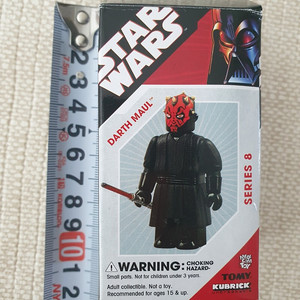 STAR
WARS
DARTH MAUL™
SERIES 8
WARNING: CHOKING
HAZARD-
Small parts. Not for children under 3 years.
Adult collectible. Not a toy.
Recommended for ages 15 & up.
TOMY
KUBRICK
2
3
4
5
6
7
8
9
10
1
2